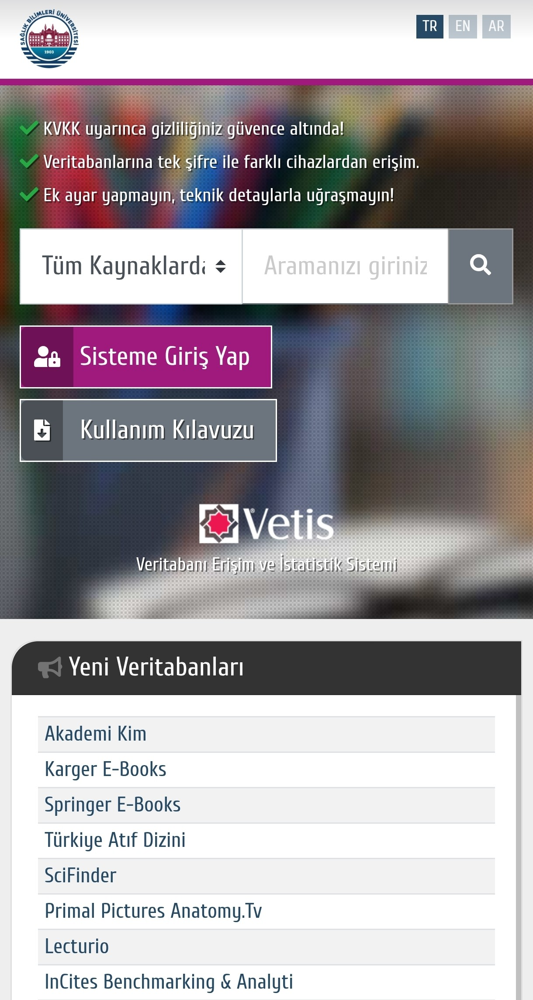 SAĞLIK BİLİMLERİ ÜNİVERSİTESİ
1903
TR EN AR
KVKK uyarınca gizliliğiniz güvence altında!
Veritabanlarına tek şifre ile farklı cihazlardan erişim.
Ek ayar yapmayın, teknik detaylarla uğraşmayın!
Tüm Kaynaklarda Aramanızı giriniz
Sisteme Giriş Yap
Kullanım Kılavuzu
Vetis®
Veritabanı Erişim ve İstatistik Sistemi
Yeni Veritabanları
Akademi Kim
Karger E-Books
Springer E-Books
Türkiye Atıf Dizini
SciFinder
Primal Pictures Anatomy.Tv
Lecturio
InCites Benchmarking & Analyti